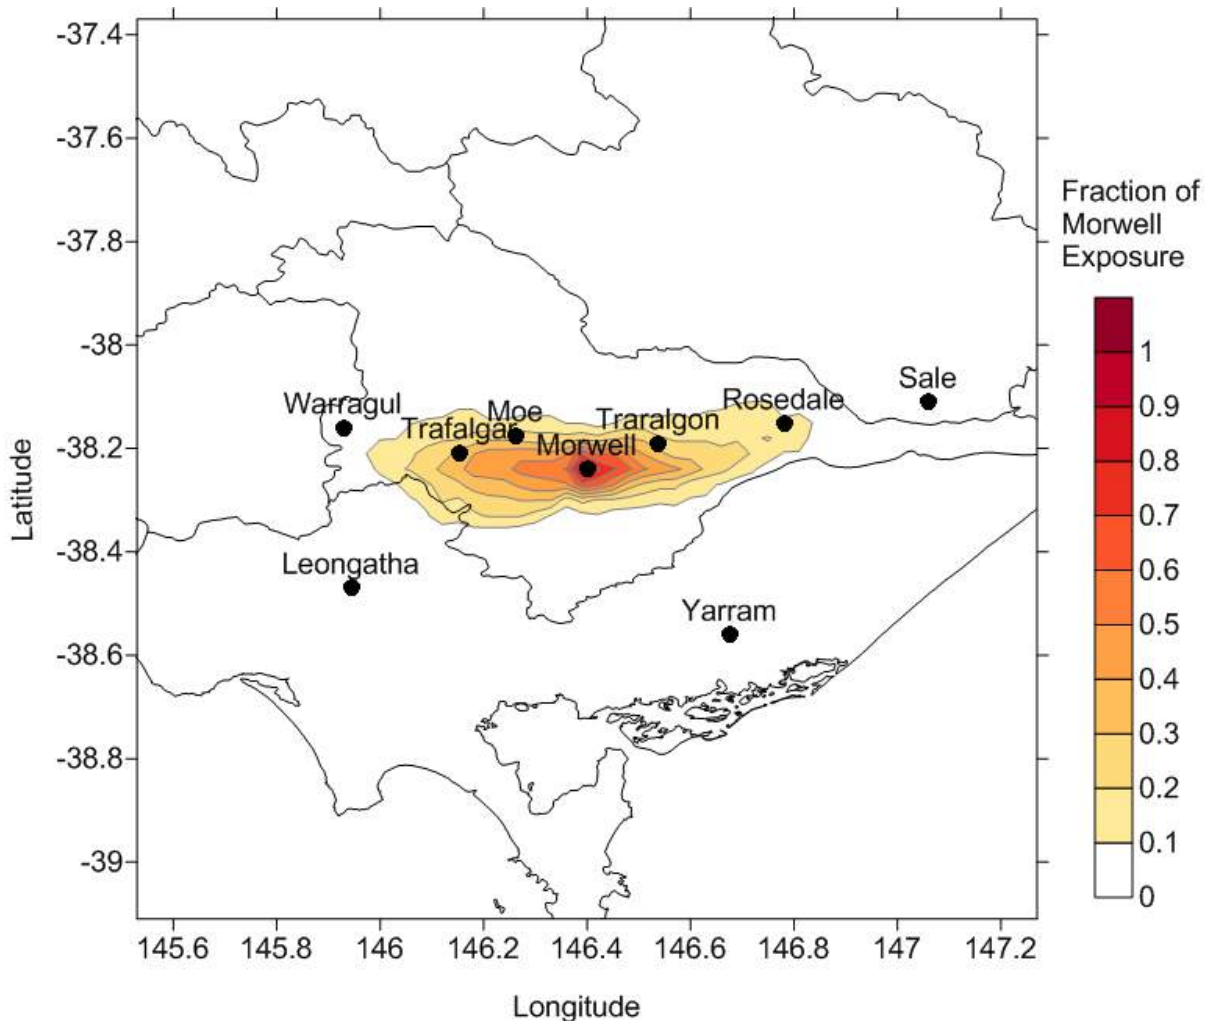 -37.4
-37.6
-37.8
-38
-38.2
-38.4
-38.6
-38.8
-39
Latitude
Warragul
Trafalgar
Moe
Morwell
Traralgon
Rosedale
Sale
Leongatha
Yarram
145.6 145.8 146 146.2 146.4 146.6 146.8 147 147.2
Longitude
Fraction of
Morwell
Exposure
1
0.9
0.8
0.7
0.6
0.5
0.4
0.3
0.2
0.1
0